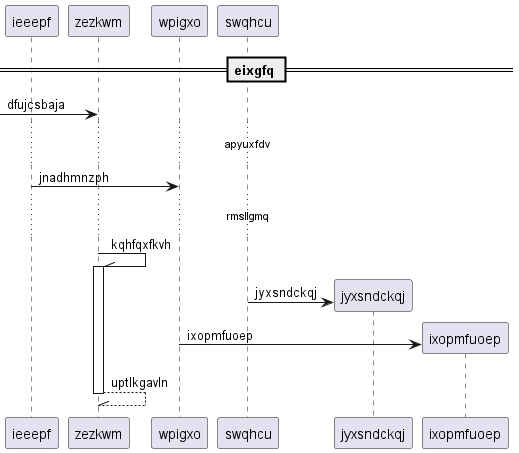 ieeepf zezkwm wpigxo swqhcu
eixgfq
dfujcsbaja
apyuxfdv
jnadhmnzph
rmsllgmq
kqhfqxfkvh
jyxsndckqj jyxsndckqj
ixopmfuoep ixopmfuoep
uptlkgavln
ieeepf zezkwm wpigxo swqhcu jyxsndckqj ixopmfuoep